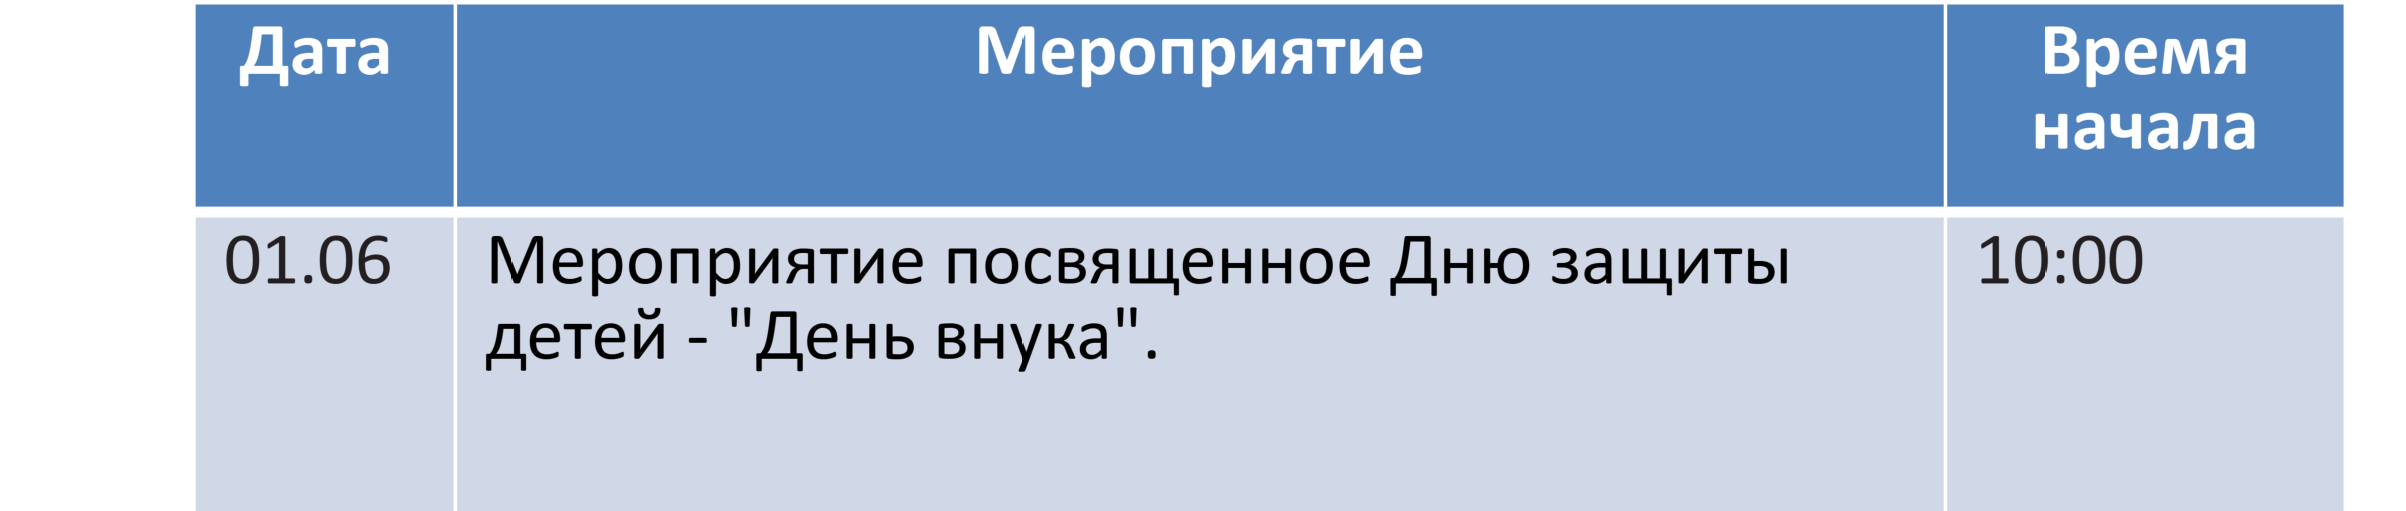 Дата
Мероприятие
Время
начала
01.06
Мероприятие посвященное Дню защиты
детей - "День внука".
10:00